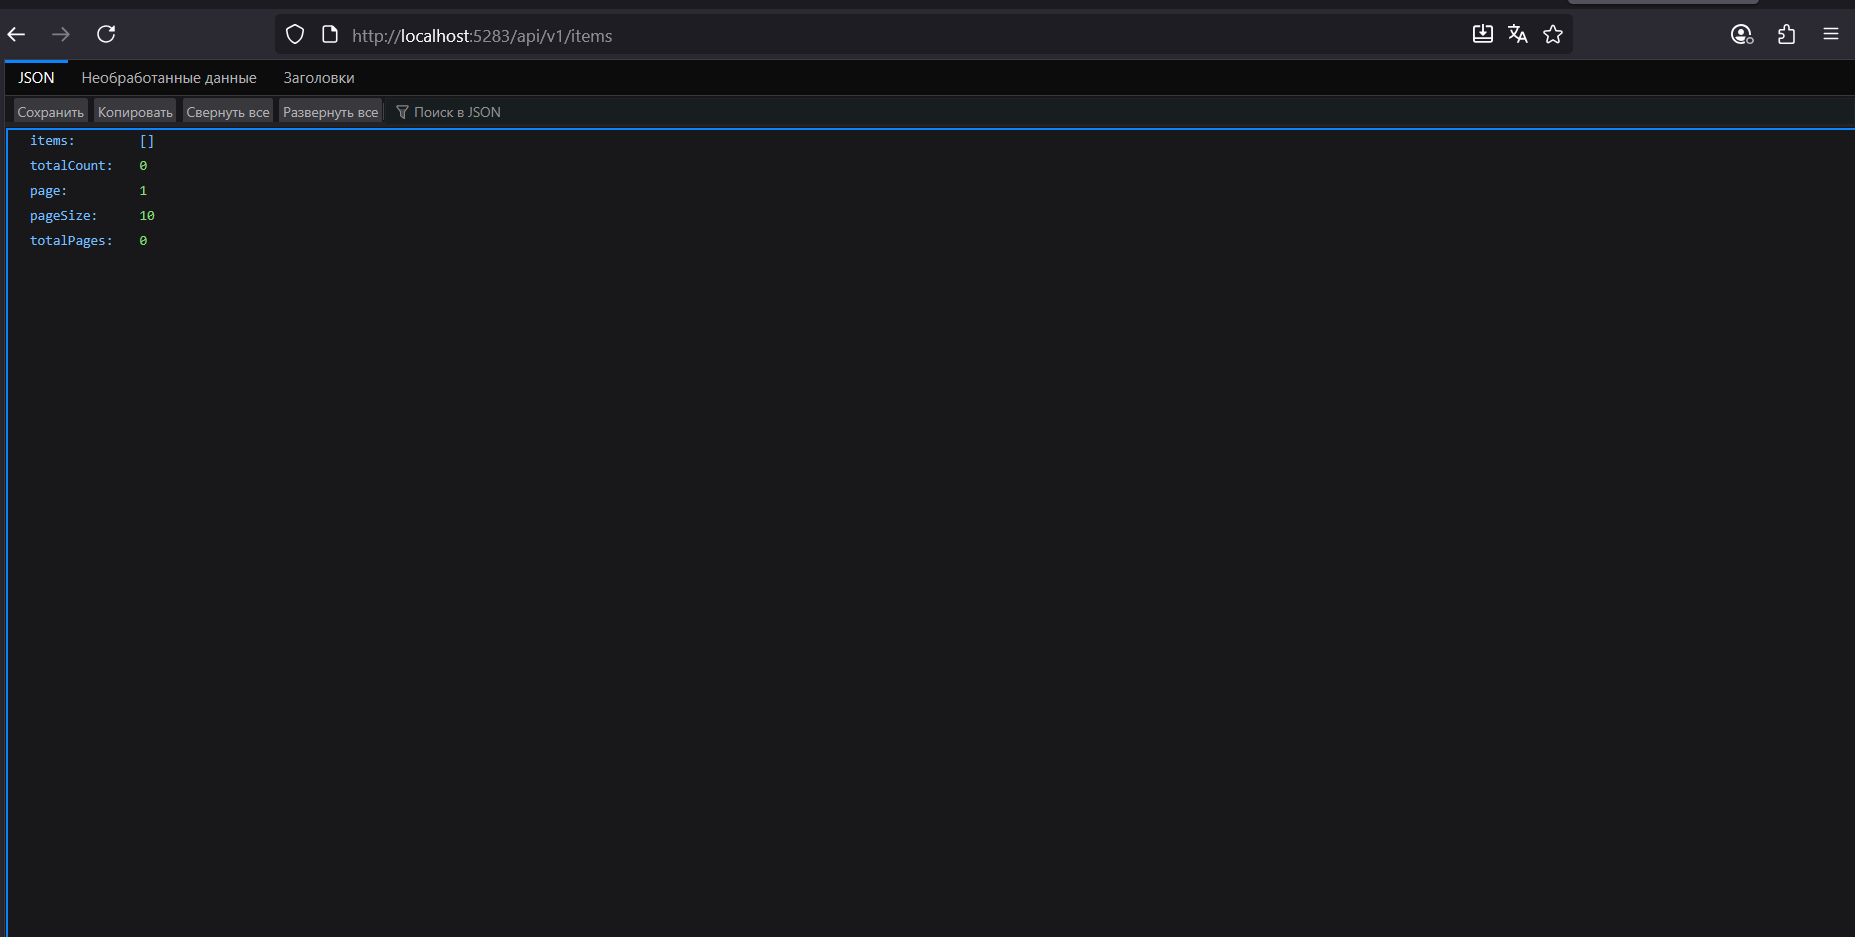 http://localhost:5283/api/v1/items
JSON Необработанные данные Заголовки
Сохранить Копировать Свернуть все Развернуть все Поиск в JSON
items: []
totalCount: 0
page: 1
pageSize: 10
totalPages: 0